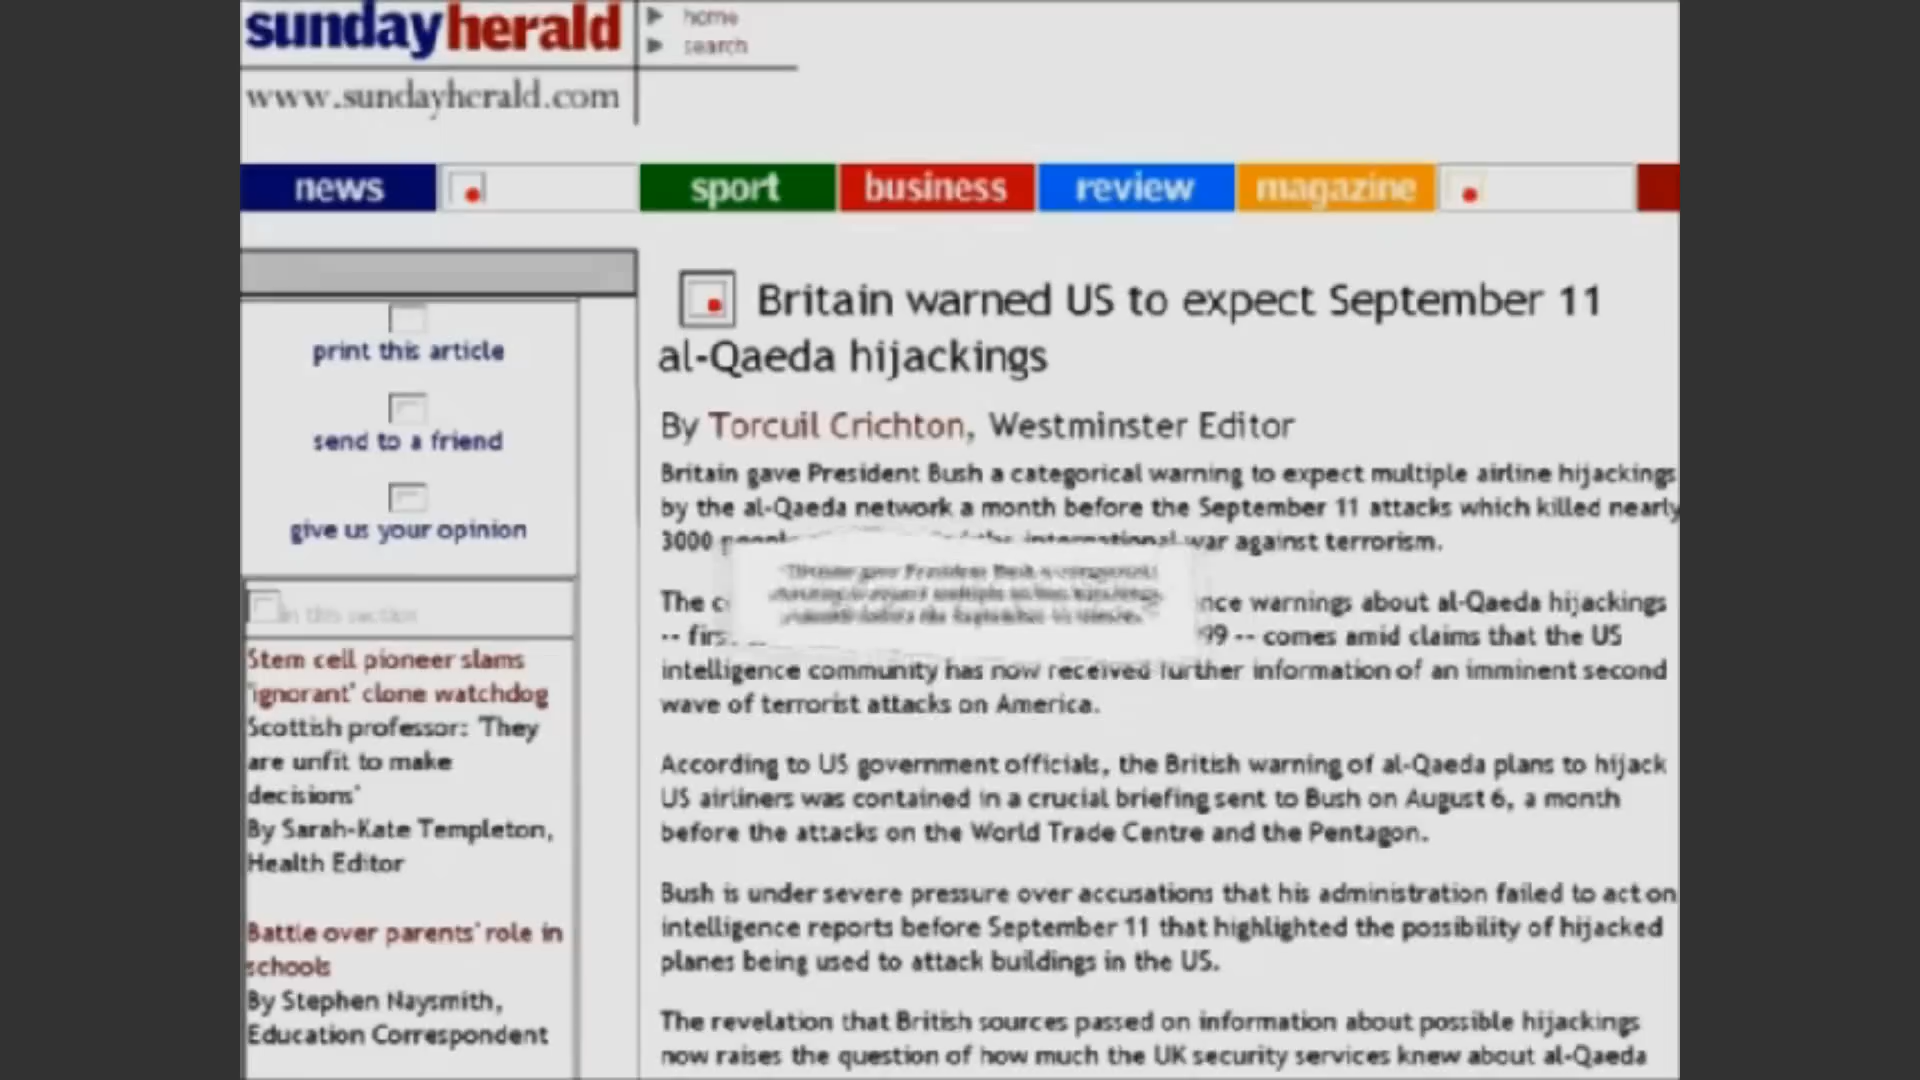 sundayherald
home
search
www.sundayherald.com
news
sport
business
review
magazine
print this article
send to a friend
give us your opinion
in this section
Stem cell pioneer slams
'ignorant' clone watchdog
Scottish professor: 'They
are unfit to make
decisions'
By Sarah-Kate Templeton,
Health Editor
Battle over parents' role in
schools
By Stephen Naysmith,
Education Correspondent
Britain warned US to expect September 11
al-Qaeda hijackings
By Torcuil Crichton, Westminster Editor
Britain gave President Bush a categorical warning to expect multiple airline hijackings
by the al-Qaeda network a month before the September 11 attacks which killed nearly
3000 people the international war against terrorism.
The warnings about al-Qaeda hijackings
-- -- comes amid claims that the US
intelligence community has now received further information of an imminent second
wave of terrorist attacks on America.
According to US government officials, the British warning of al-Qaeda plans to hijack
US airliners was contained in a crucial briefing sent to Bush on August 6, a month
before the attacks on the World Trade Centre and the Pentagon.
Bush is under severe pressure over accusations that his administration failed to act on
intelligence reports before September 11 that highlighted the possibility of hijacked
planes being used to attack buildings in the US.
The revelation that British sources passed on information about possible hijackings
now raises the question of how much the UK security services knew about al-Qaeda